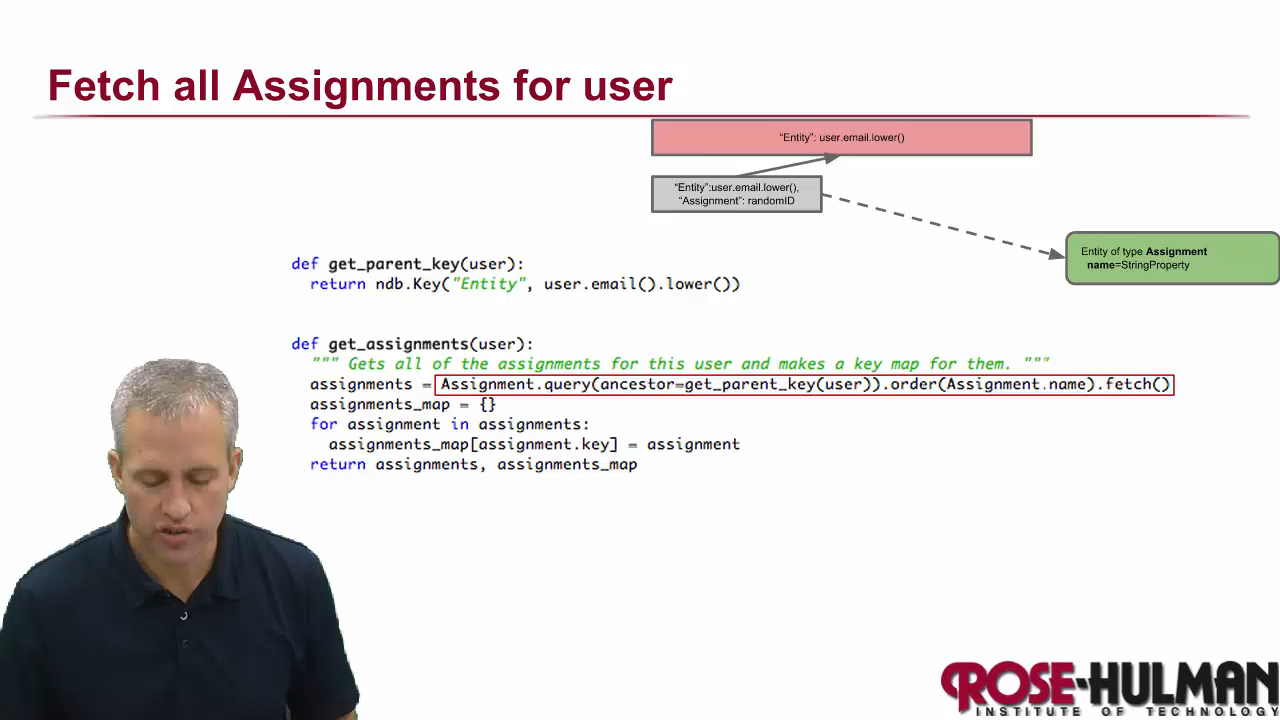 Fetch all Assignments for user
“Entity”: user.email.lower()
“Entity”:user.email.lower(),
“Assignment”: randomID
Entity of type Assignment
name=StringProperty
def get_parent_key(user):
return ndb.Key("Entity", user.email().lower())
def get_assignments(user):
""" Gets all of the assignments for this user and makes a key map for them. """
assignments = Assignment.query(ancestor=get_parent_key(user)).order(Assignment.name).fetch()
assignments_map = {}
for assignment in assignments:
assignments_map[assignment.key] = assignment
return assignments, assignments_map
ROSE-HULMAN
INSTITUTE OF TECHNOLOGY